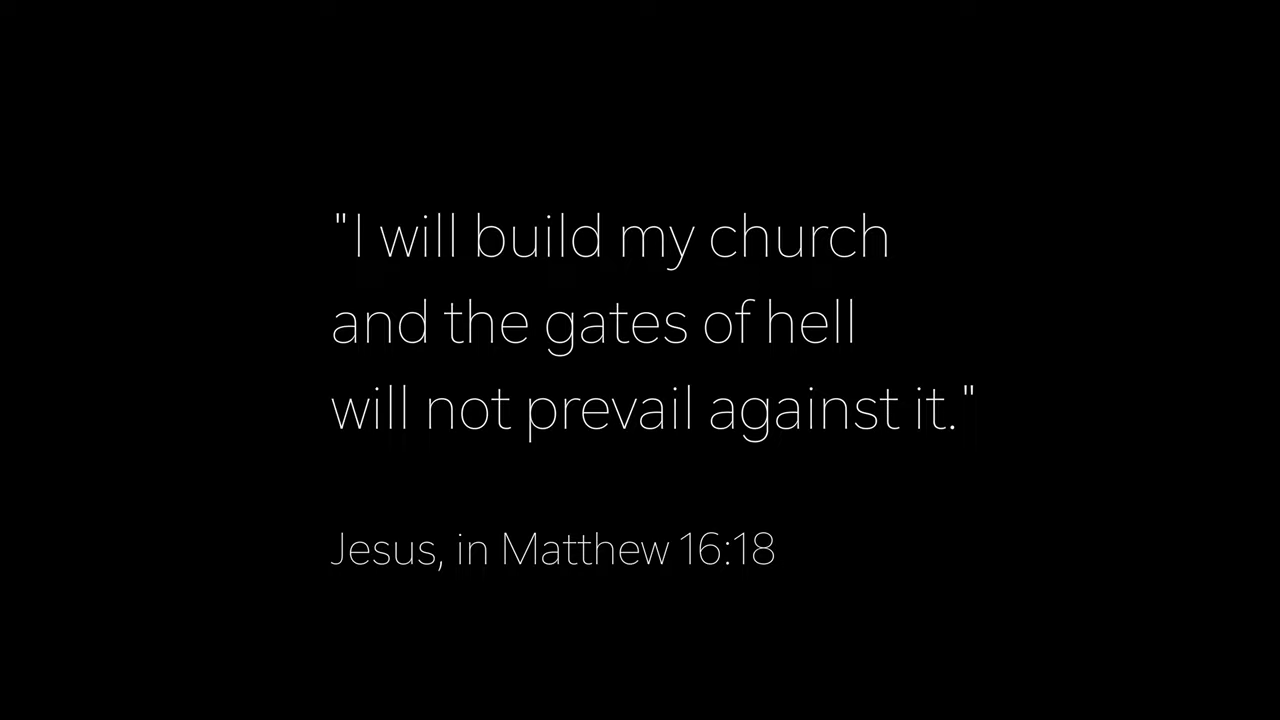 "I will build my church
and the gates of hell
will not prevail against it."
Jesus, in Matthew 16:18